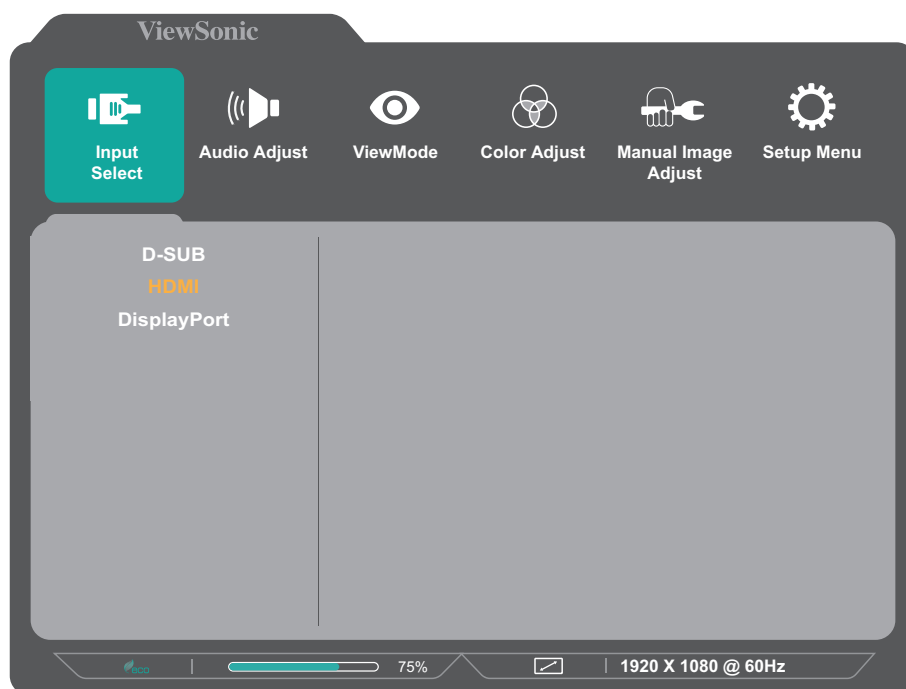 ViewSonic
Input
Select
Audio Adjust
ViewMode
Color Adjust
Manual Image
Adjust
Setup Menu
D-SUB
HDMI
DisplayPort
eco
75%
1920 X 1080 @ 60Hz